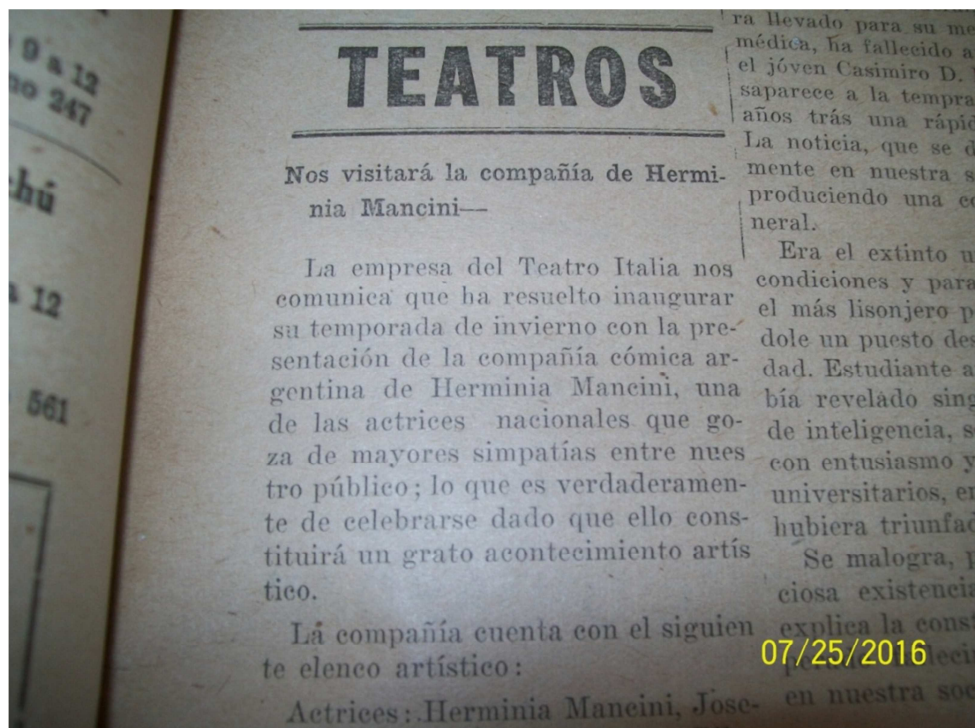 9 a 12
no 247
chú
a 12
561
TEATROS
Nos visitará la compañía de Hermi-
nia Mancini—
La empresa del Teatro Italia nos
comunica que ha resuelto inaugurar
su temporada de invierno con la pre-
sentación de la compañía cómica ar-
gentina de Herminia Mancini, una
de las actrices nacionales que go-
za de mayores simpatías entre nues
tro público; lo que es verdaderamen-
te de celebrarse dado que ello cons-
tituirá un grato acontecimiento artís
tico.
La compañía cuenta con el siguien
te elenco artístico:
Actrices: Herminia Mancini, Jose-
ra llevado para su me
médica, ha fallecido a
el jóven Casimiro D.
saparece a la tempra
años trás una rápid
La noticia, que se d
mente en nuestra s
produciendo una co
neral.
Era el extinto u
condiciones y para
el más lisonjero p
dole un puesto des
dad. Estudiante a
bía revelado sing
de inteligencia, s
con entusiasmo y
universitarios, en
hubiera triunfad
Se malogra, p
ciosa existencia
explica la const
en nuestra soc
07/25/2016